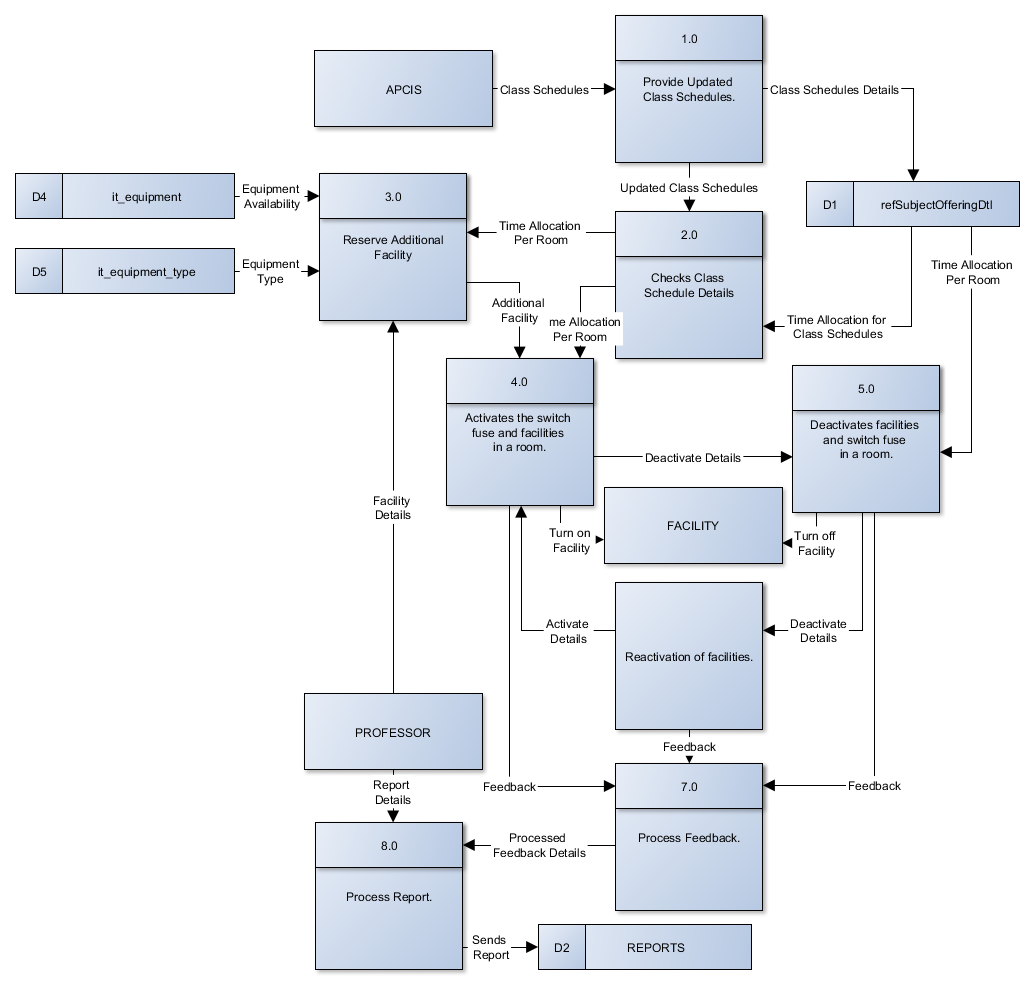 1.0
Provide Updated
Class Schedules.
APCIS
Class Schedules
Class Schedules Details
D4
it_equipment
Equipment
Availability
3.0
Reserve Additional
Facility
Updated Class Schedules
D1
refSubjectOfferingDtl
Time Allocation
Per Room
2.0
Checks Class
Schedule Details
D5
it_equipment_type
Equipment
Type
Time Allocation
Per Room
Additional
Facility
me Allocation
Per Room
Time Allocation for
Class Schedules
4.0
Activates the switch
fuse and facilities
in a room.
5.0
Deactivates facilities
and switch fuse
in a room.
Deactivate Details
Facility
Details
Turn on
Facility
FACILITY
Turn off
Facility
Activate
Details
Reactivation of facilities.
Deactivate
Details
PROFESSOR
Feedback
Report
Details
Feedback
7.0
Process Feedback.
Feedback
8.0
Process Report.
Processed
Feedback Details
Sends
Report
D2
REPORTS